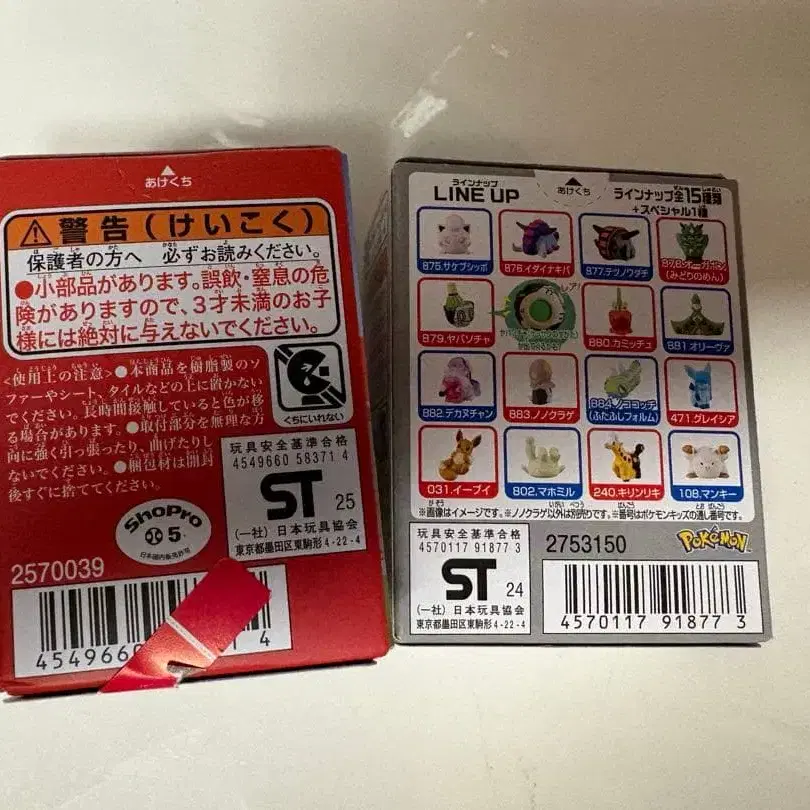 あけくち
警告(けいこく)
保護者の方へ 必ずお読みください。
●小部品があります。誤飲・窒息の危
険がありますので、3才未満のお子
様には絶対に与えないでください。
<使用上の注意>●本商品を樹脂製のソ
ファーやシート、タイルなどの上に置かない
でください。長時間接触していると色が移
る場合があります。●取付部分を無理な方
向に強く引っ張ったり、曲げたりし
ないでください。●梱包材は開封
後すぐに捨ててください。
くちにいれない
玩具安全基準合格
4549660 58371 4
ST 25
(一社)日本玩具協会
東京都墨田区東駒形4-22-4
ShoPro
5
日本国内販売許可
2570039
4549660
4
ラインナップ
LINE UP
あけくち
ラインナップ全15種類
+スペシャル1種
875.サケブシッポ
876.イダイナキバ
877.テツノワダチ
878.オーガポン
(みどりのめん)
879.ヤバソチャ
880.カミッチュ
881.オリーヴァ
882.デカヌチャン
883.ノノクラゲ
884.ノココッチ
(ふたふしフォルム)
471.グレイシア
031.イーブイ
802.マホミル
240.キリンリキ
108.マンキー
※画像はイメージです。※ノノクラゲ以外は別売りです。※番号はポケモンキッズの通し番号です。
玩具安全基準合格
4570117 91877 3
ST 24
(一社)日本玩具協会
東京都墨田区東駒形4-22-4
2753150
POKéMON
4570117 91877 3